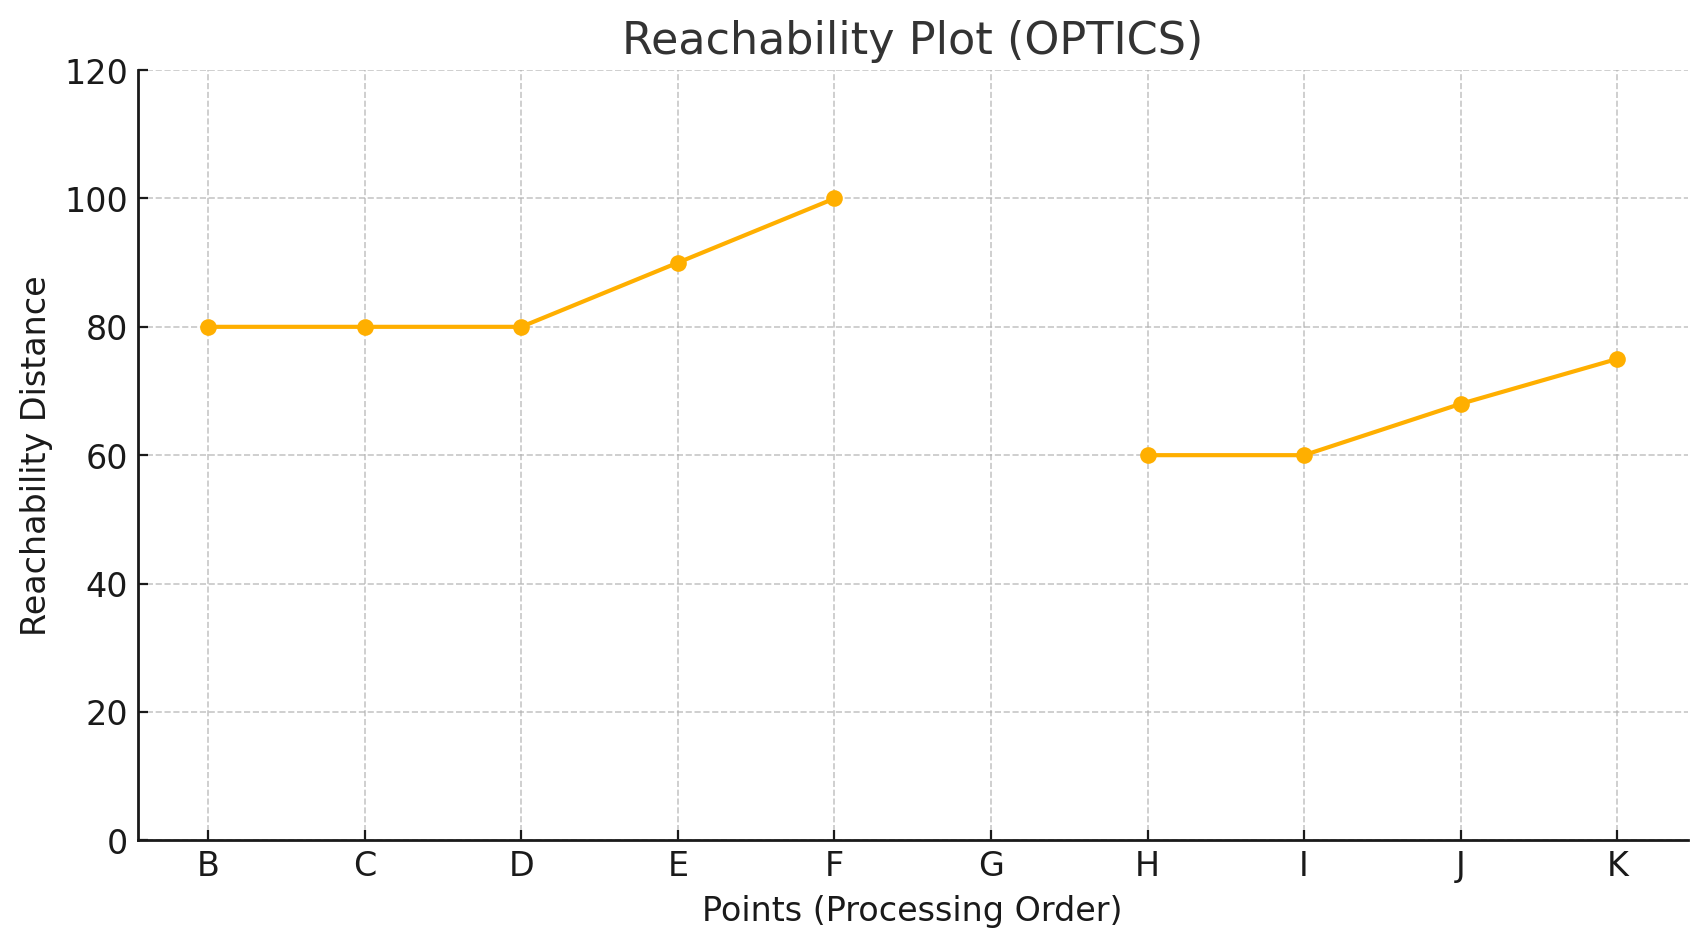 Reachability Plot (OPTICS)
120
100
80
60
40
20
0
Reachability Distance
B C D E F G H I J K
Points (Processing Order)